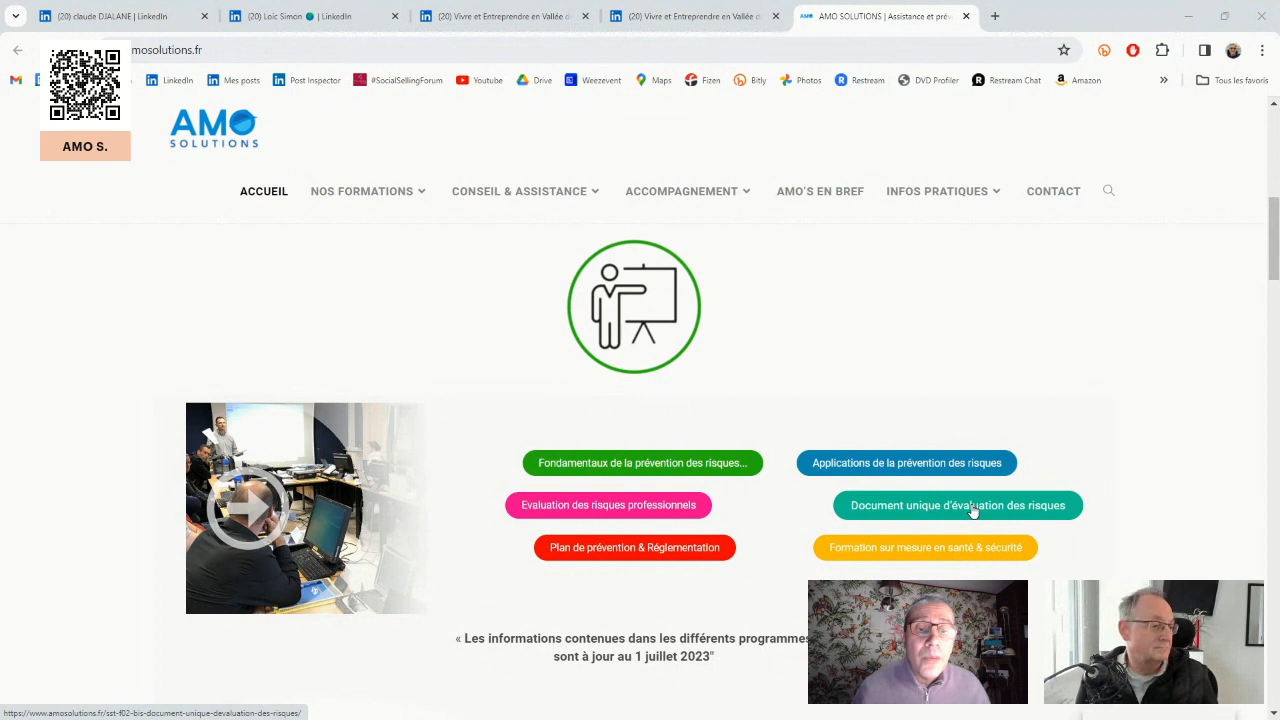 (20) claude DJALANE | LinkedIn
(20) Loïc Simon | LinkedIn
(20) Vivre et Entreprendre en Vallée d
(20) Vivre et Entreprendre en Vallée d
AMO SOLUTIONS | Assistance et prév
mosolutions.fr
LinkedIn
Mes posts
Post Inspector
#SocialSellingForum
Youtube
Drive
Weezevent
Maps
Fizen
Bitly
Photos
Restream
DVD Profiler
Restream Chat
Amazon
Tous les favoris
AMO S.
AMO
SOLUTIONS
ACCUEIL
NOS FORMATIONS
CONSEIL & ASSISTANCE
ACCOMPAGNEMENT
AMO'S EN BREF
INFOS PRATIQUES
CONTACT
Fondamentaux de la prévention des risques...
Applications de la prévention des risques
Evaluation des risques professionnels
Document unique d'évaluation des risques
Plan de prévention & Réglementation
Formation sur mesure en santé & sécurité
« Les informations contenues dans les différents programmes
sont à jour au 1 juillet 2023"
https://www.amosolutions.fr/sst-f02-bis-document-unique-devaluation-des-risques/